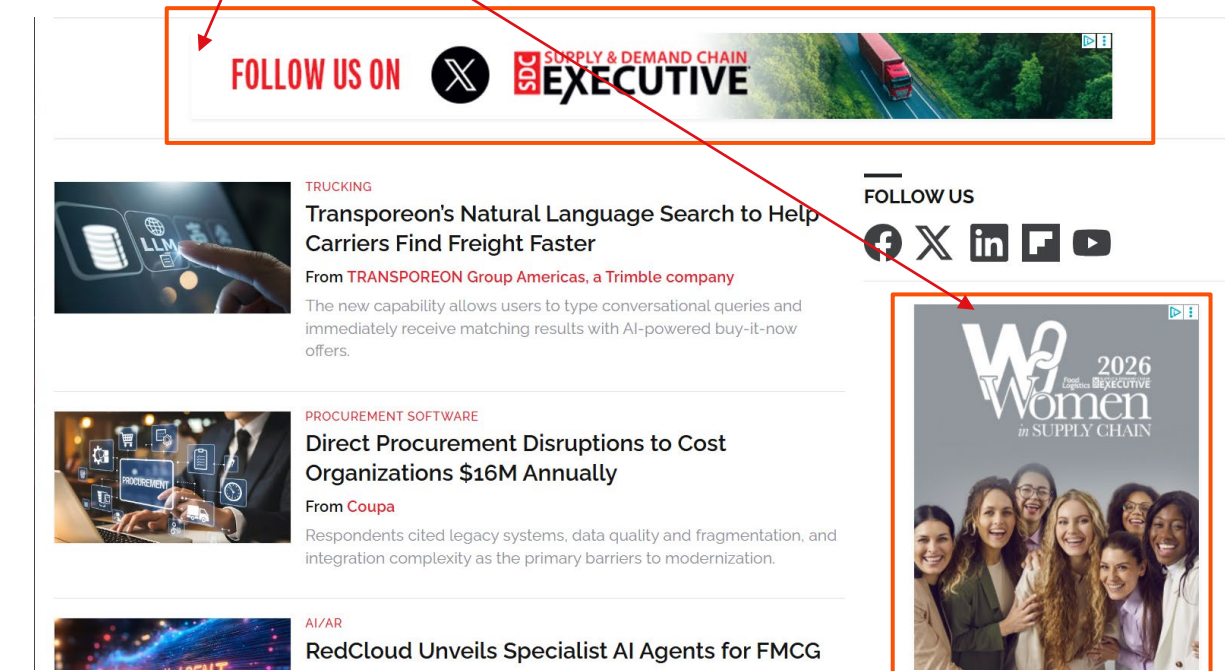 FOLLOW US ON
SDC
SUPPLY & DEMAND CHAIN
EXECUTIVE
TRUCKING
Transporeon’s Natural Language Search to Help
Carriers Find Freight Faster
From TRANSPOREON Group Americas, a Trimble company
The new capability allows users to type conversational queries and
immediately receive matching results with AI-powered buy-it-now
offers.
LLM
PROCUREMENT SOFTWARE
Direct Procurement Disruptions to Cost
Organizations $16M Annually
From Coupa
Respondents cited legacy systems, data quality and fragmentation, and
integration complexity as the primary barriers to modernization.
PROCUREMENT
AI/AR
RedCloud Unveils Specialist AI Agents for FMCG
FOLLOW US
2026
Food
Logistics
EXECUTIVE
Women
in SUPPLY CHAIN